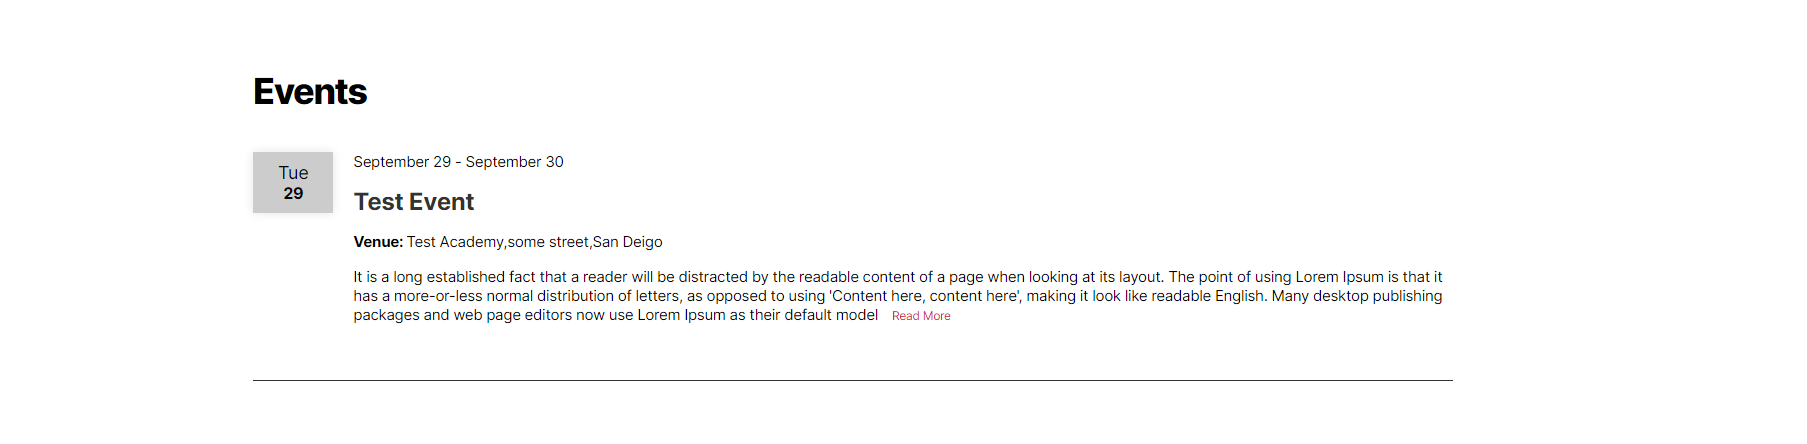 Events
Tue
29
September 29 - September 30
Test Event
Venue: Test Academy,some street,San Deigo
It is a long established fact that a reader will be distracted by the readable content of a page when looking at its layout. The point of using Lorem Ipsum is that it
has a more-or-less normal distribution of letters, as opposed to using 'Content here, content here', making it look like readable English. Many desktop publishing
packages and web page editors now use Lorem Ipsum as their default model Read More